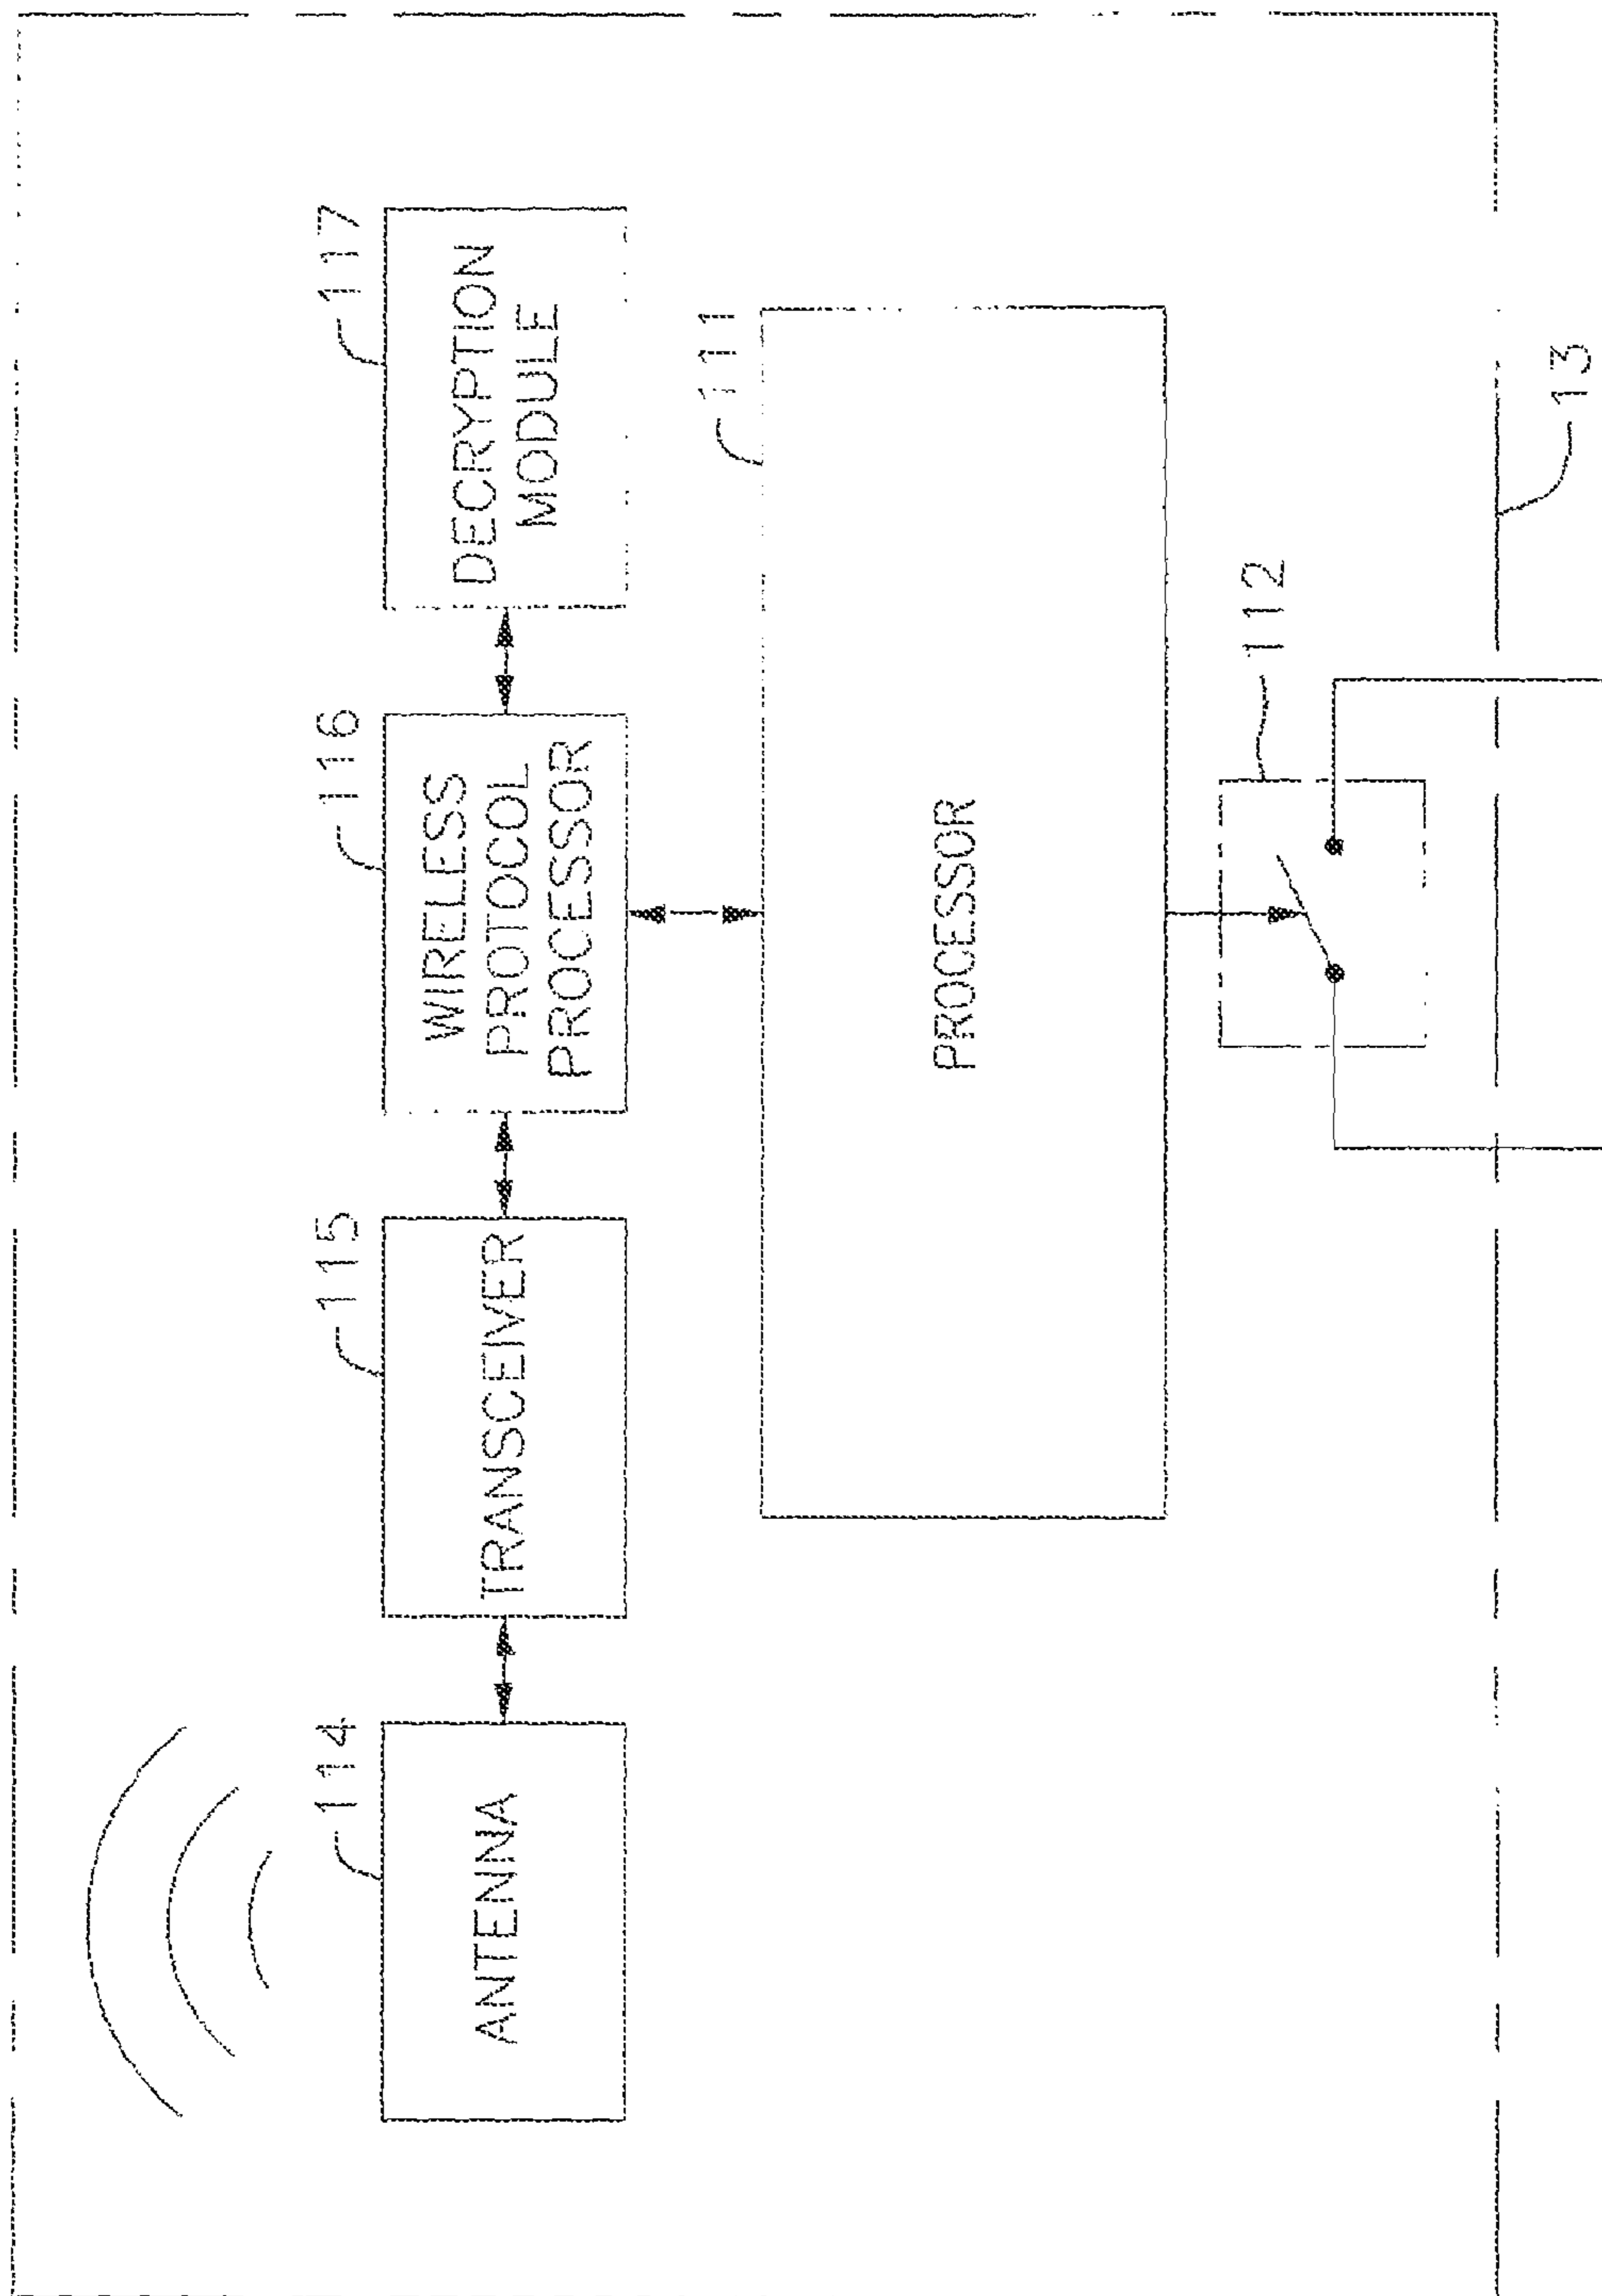 114
ANTENNA
115
TRANSCEIVER
116
WIRELESS
PROTOCOL
PROCESSOR
117
DECRYPTION
MODULE
111
PROCESSOR
112
13